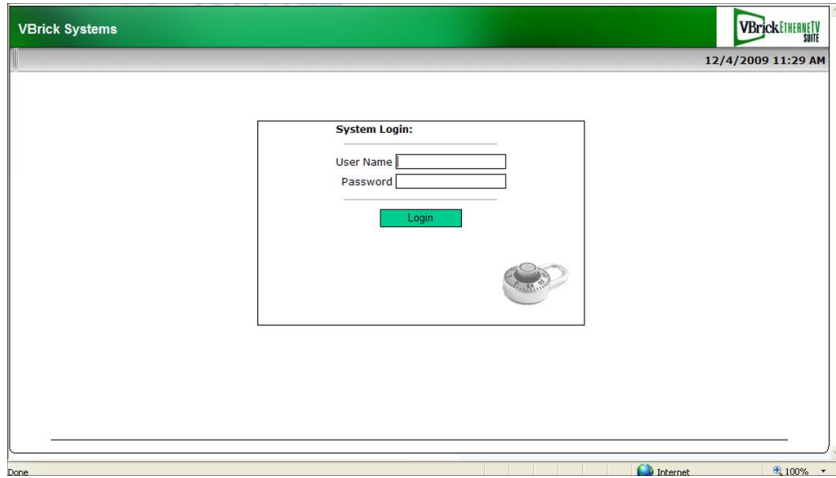 VBrick Systems
VBrick ETHERNETV
SUITE
12/4/2009 11:29 AM
System Login:
User Name
Password
Login
Done
Internet
100%